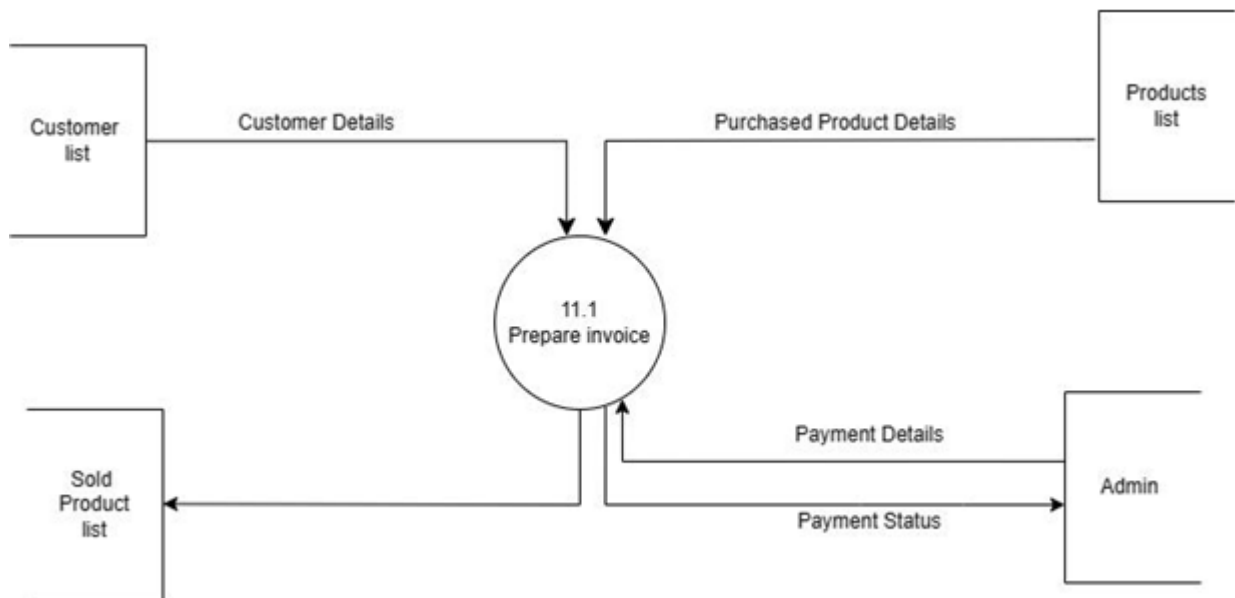 Products
list
Customer
list
Customer Details
Purchased Product Details
11.1
Prepare invoice
Payment Details
Sold
Product
list
Admin
Payment Status